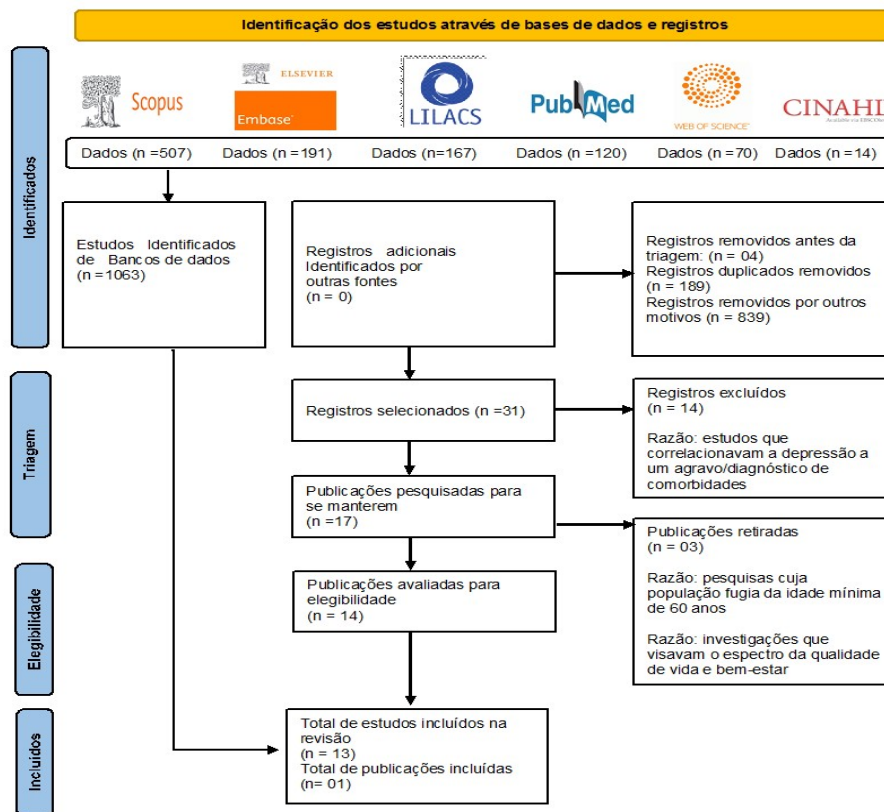 Identificação dos estudos através de bases de dados e registros
Scopus
ELSEVIER
Embase®
LILACS
PubMed
WEB OF SCIENCE™
CINAHL
Dados (n =507)
Dados (n =191)
Dados (n=167)
Dados (n =120)
Dados (n =70)
Dados (n =14)
Identificados
Estudos Identificados
de Bancos de dados
(n =1063)
Registros adicionais
Identificados por
outras fontes
(n = 0)
Registros removidos antes da
triagem: (n = 04)
Registros duplicados removidos
(n = 189)
Registros removidos por outros
motivos (n = 839)
Triagem
Registros selecionados (n =31)
Registros excluídos
(n = 14)
Razão: estudos que
correlacionavam a depressão a
um agravo/diagnóstico de
comorbidades
Publicações pesquisadas para
se manterem
(n =17)
Publicações retiradas
(n = 03)
Razão: pesquisas cuja
população fugia da idade mínima
de 60 anos
Razão: investigações que
visavam o espectro da qualidade
de vida e bem-estar
Elegibilidade
Publicações avaliadas para
elegibilidade
(n = 14)
Incluidos
Total de estudos incluídos na
revisão
(n = 13)
Total de publicações incluídas
(n= 01)